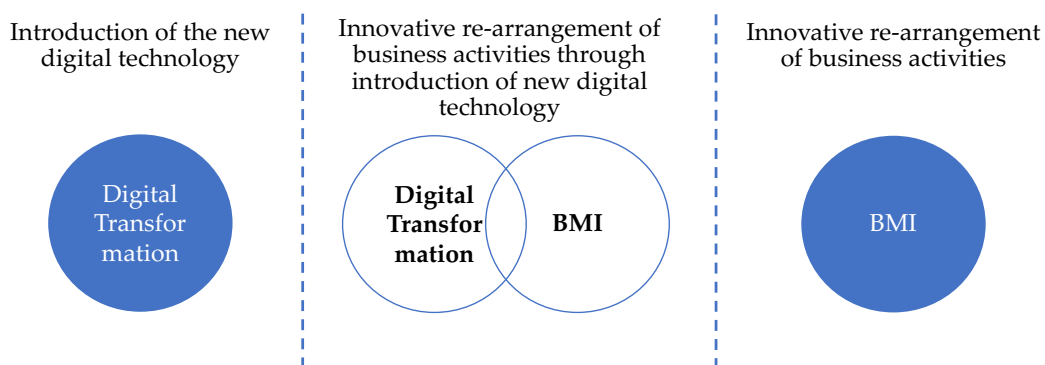 Introduction of the new
digital technology
Innovative re-arrangement of
business activities through
introduction of new digital
technology
Innovative re-arrangement
of business activities
Digital
Transfor
mation
Digital
Transfor
mation
BMI
BMI